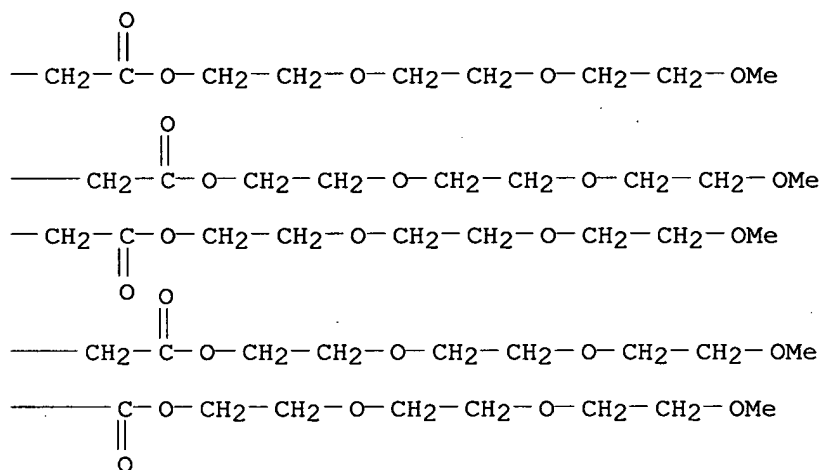 O
— CH2 — C — O — CH2 — CH2 — O — CH2 — CH2 — O — CH2 — CH2 — OMe
O
— CH2 — C — O — CH2 — CH2 — O — CH2 — CH2 — O — CH2 — CH2 — OMe
— CH2 — C — O — CH2 — CH2 — O — CH2 — CH2 — O — CH2 — CH2 — OMe
O
O
— CH2 — C — O — CH2 — CH2 — O — CH2 — CH2 — O — CH2 — CH2 — OMe
— C — O — CH2 — CH2 — O — CH2 — CH2 — O — CH2 — CH2 — OMe
O